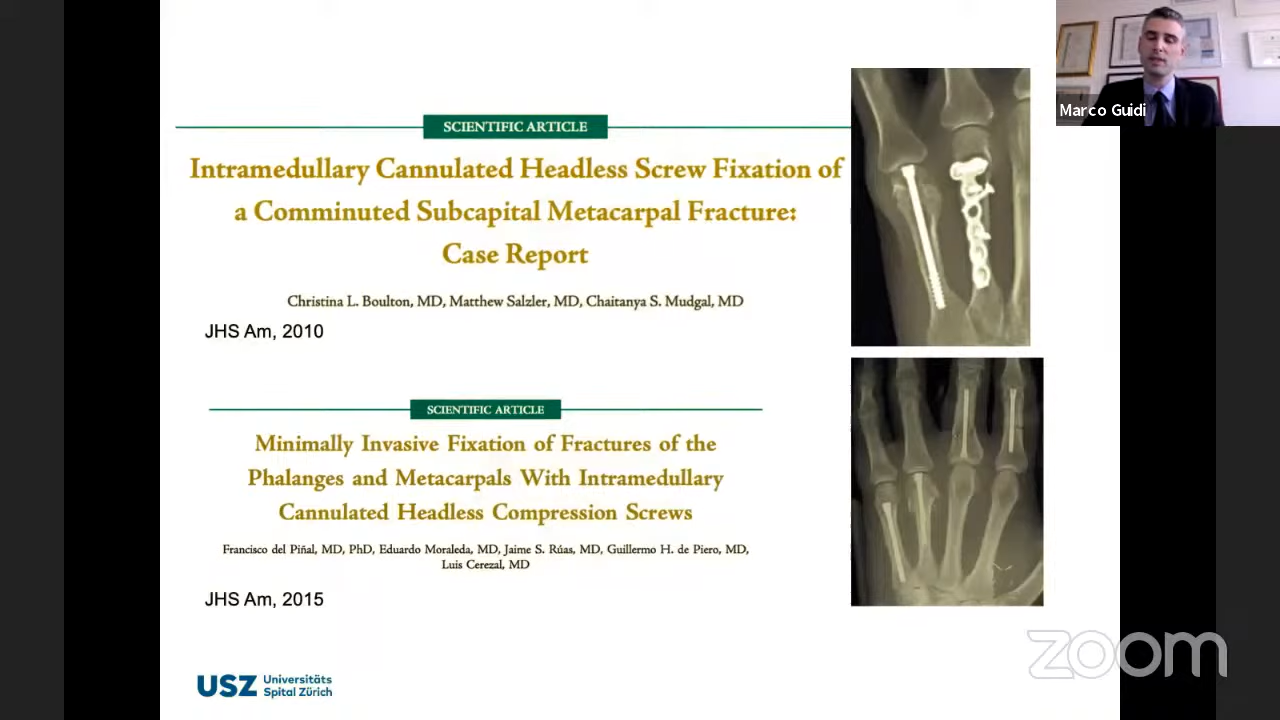 Marco Guidi
SCIENTIFIC ARTICLE
Intramedullary Cannulated Headless Screw Fixation of
a Comminuted Subcapital Metacarpal Fracture:
Case Report
Christina L. Boulton, MD, Matthew Salzler, MD, Chaitanya S. Mudgal, MD
JHS Am, 2010
SCIENTIFIC ARTICLE
Minimally Invasive Fixation of Fractures of the
Phalanges and Metacarpals With Intramedullary
Cannulated Headless Compression Screws
Francisco del Piñal, MD, PhD, Eduardo Moraleda, MD, Jaime S. Rúas, MD, Guillermo H. de Piero, MD,
Luis Cerezal, MD
JHS Am, 2015
USZ Universitäts
Spital Zürich
zoom